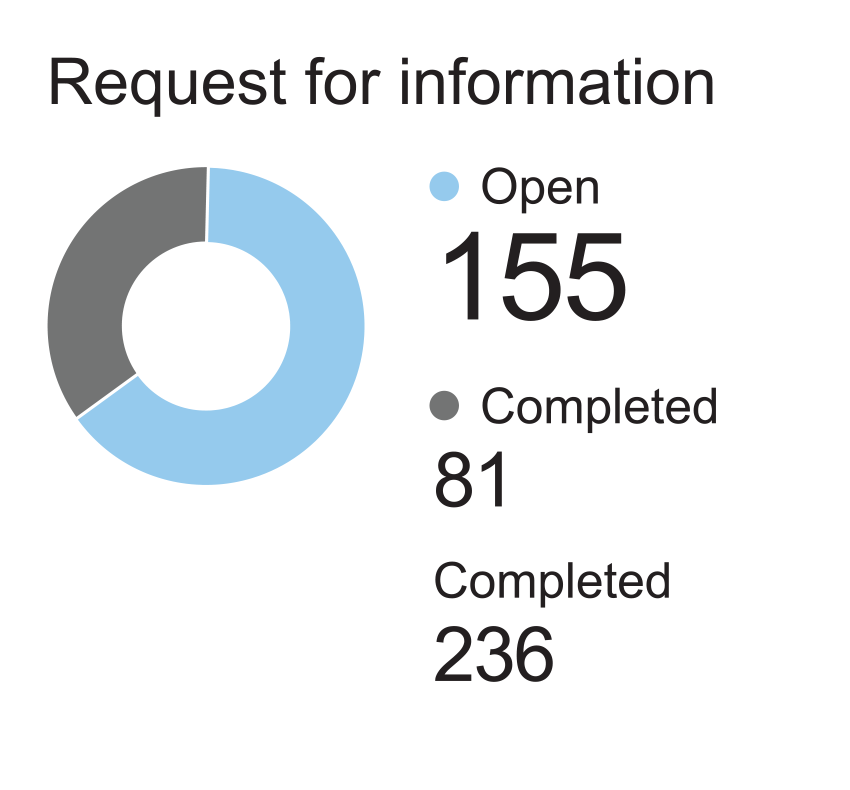 Request for information
Open
155
Completed
81
Completed
236